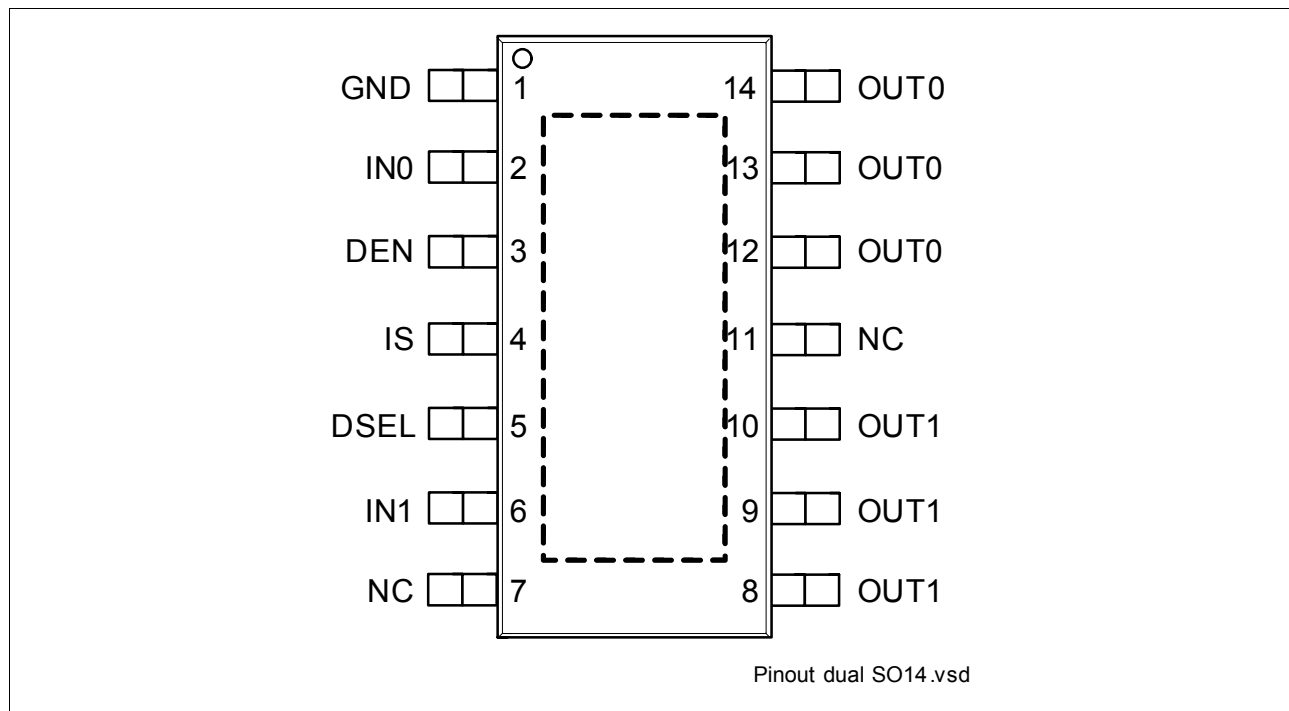 GND 1 14 OUT0
IN0 2 13 OUT0
DEN 3 12 OUT0
IS 4 11 NC
DSEL 5 10 OUT1
IN1 6 9 OUT1
NC 7 8 OUT1
Pinout dual SO14.vsd